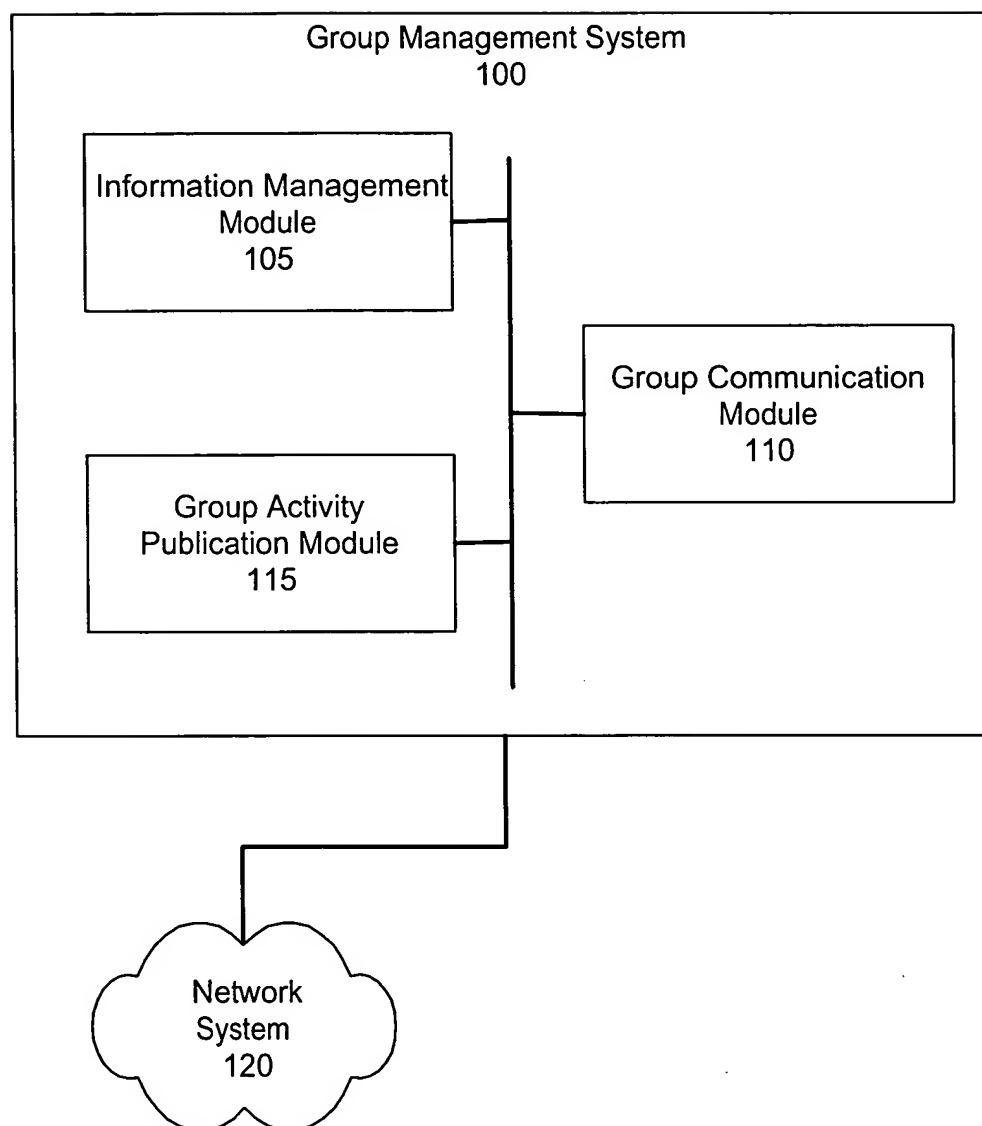 Group Management System
100
Information Management
Module
105
Group Communication
Module
110
Group Activity
Publication Module
115
Network
System
120